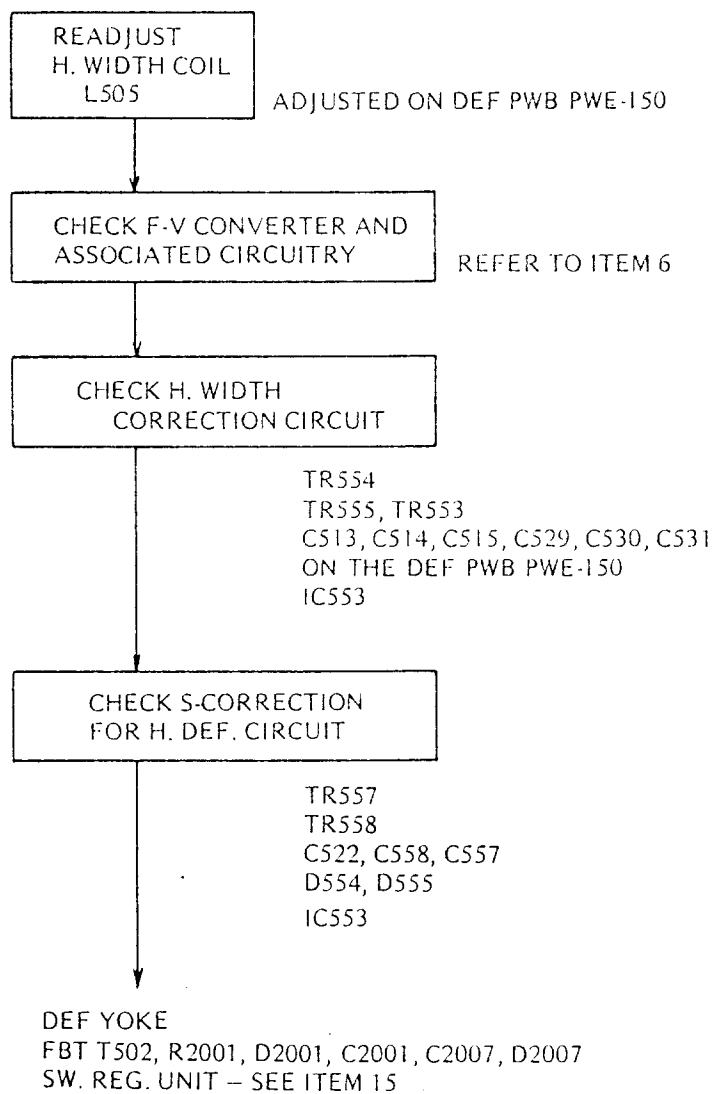 READJUST
H. WIDTH COIL
L505
ADJUSTED ON DEF PWB PWE-150
CHECK F-V CONVERTER AND
ASSOCIATED CIRCUITRY
REFER TO ITEM 6
CHECK H. WIDTH
CORRECTION CIRCUIT
TR554
TR555, TR553
C513, C514, C515, C529, C530, C531
ON THE DEF PWB PWE-150
IC553
CHECK S-CORRECTION
FOR H. DEF. CIRCUIT
TR557
TR558
C522, C558, C557
D554, D555
IC553
DEF YOKE
FBT T502, R2001, D2001, C2001, C2007, D2007
SW. REG. UNIT – SEE ITEM 15